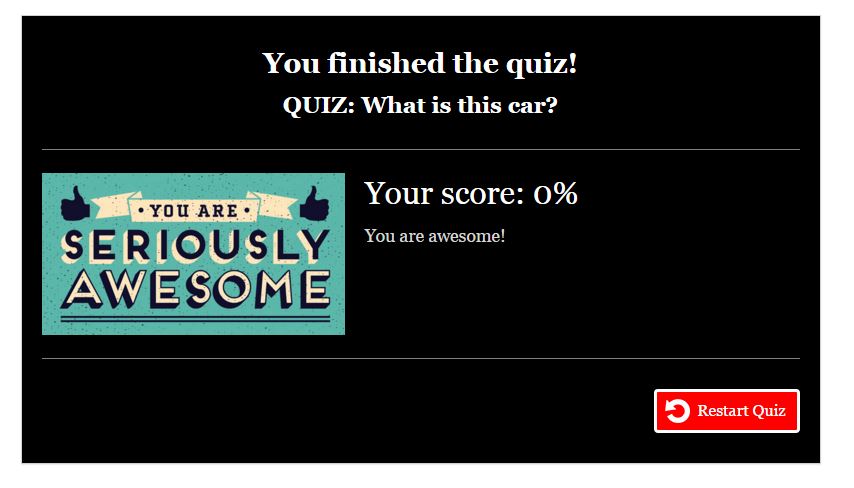 You finished the quiz!
QUIZ: What is this car?
YOU ARE
SERIOUSLY
AWESOME
Your score: 0%
You are awesome!
Restart Quiz